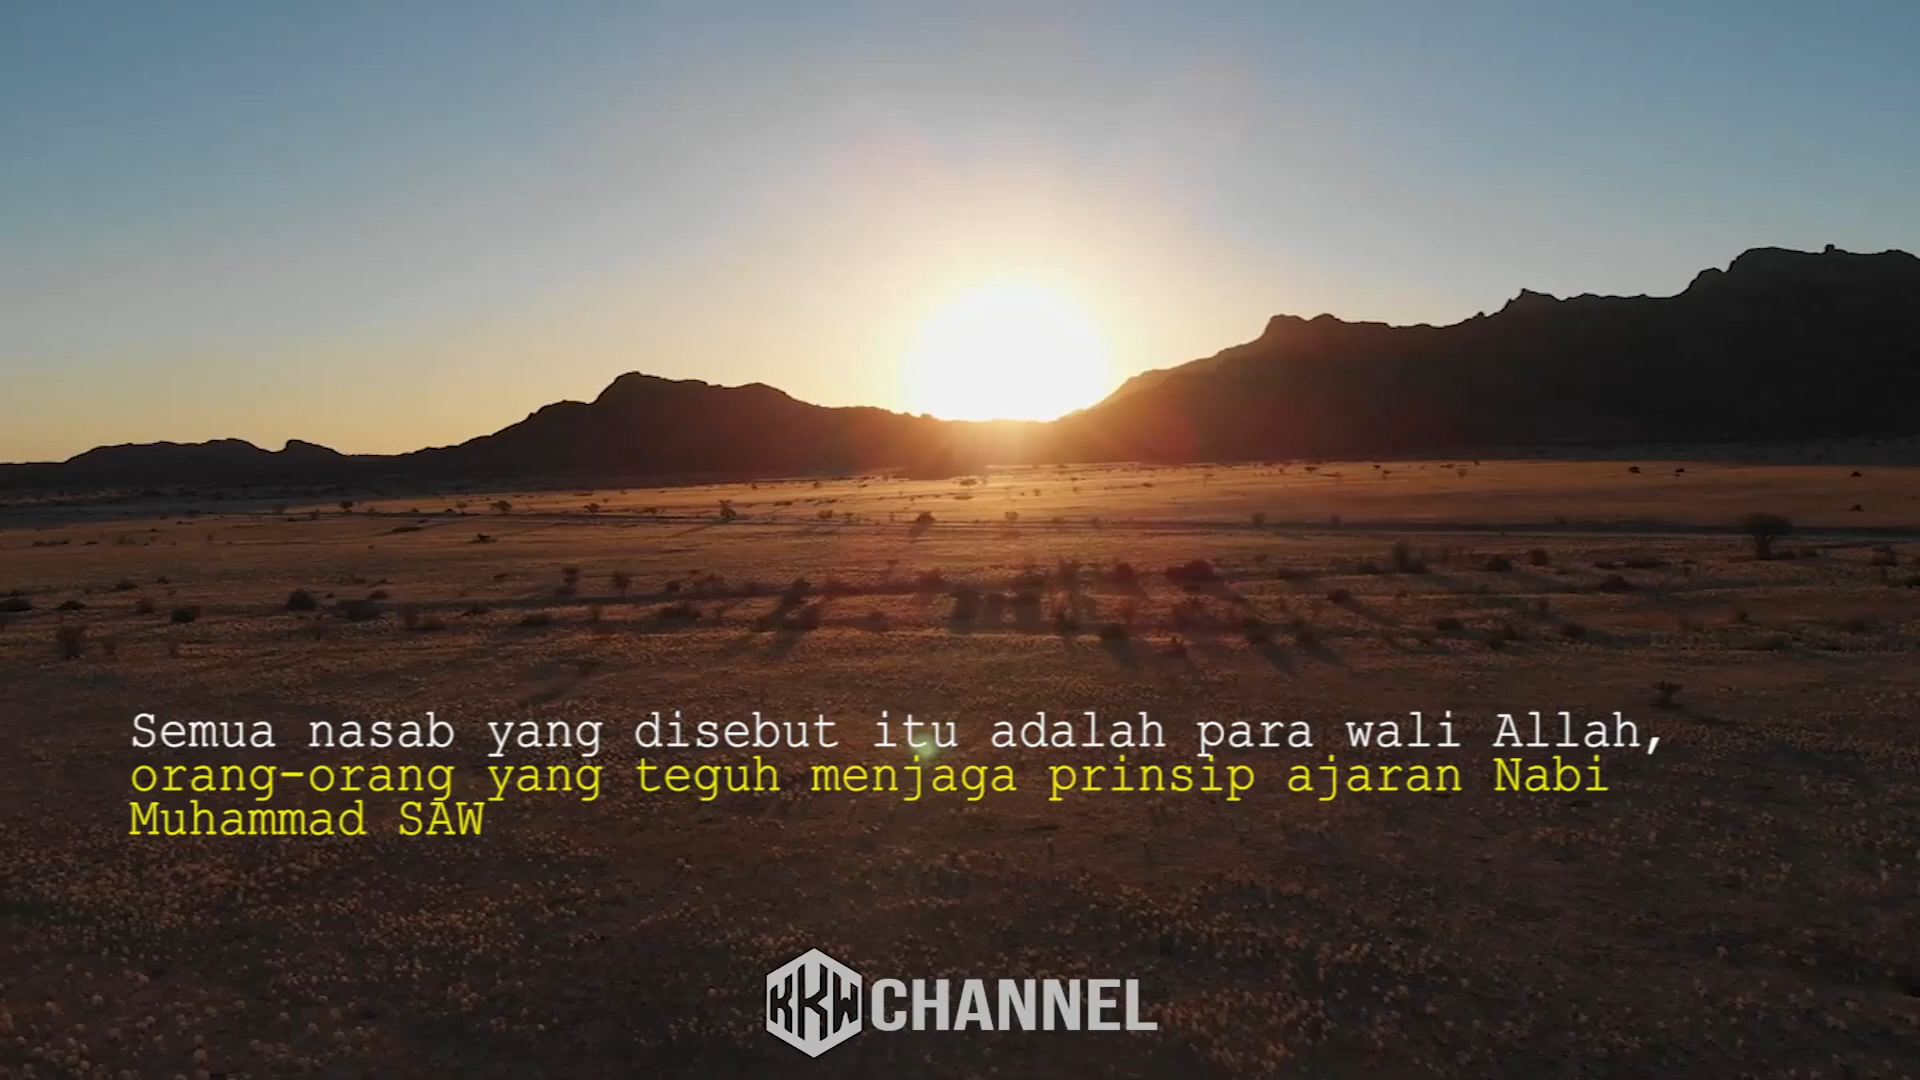 Semua nasab yang disebut itu adalah para wali Allah,
orang-orang yang teguh menjaga prinsip ajaran Nabi
Muhammad SAW
KKW CHANNEL